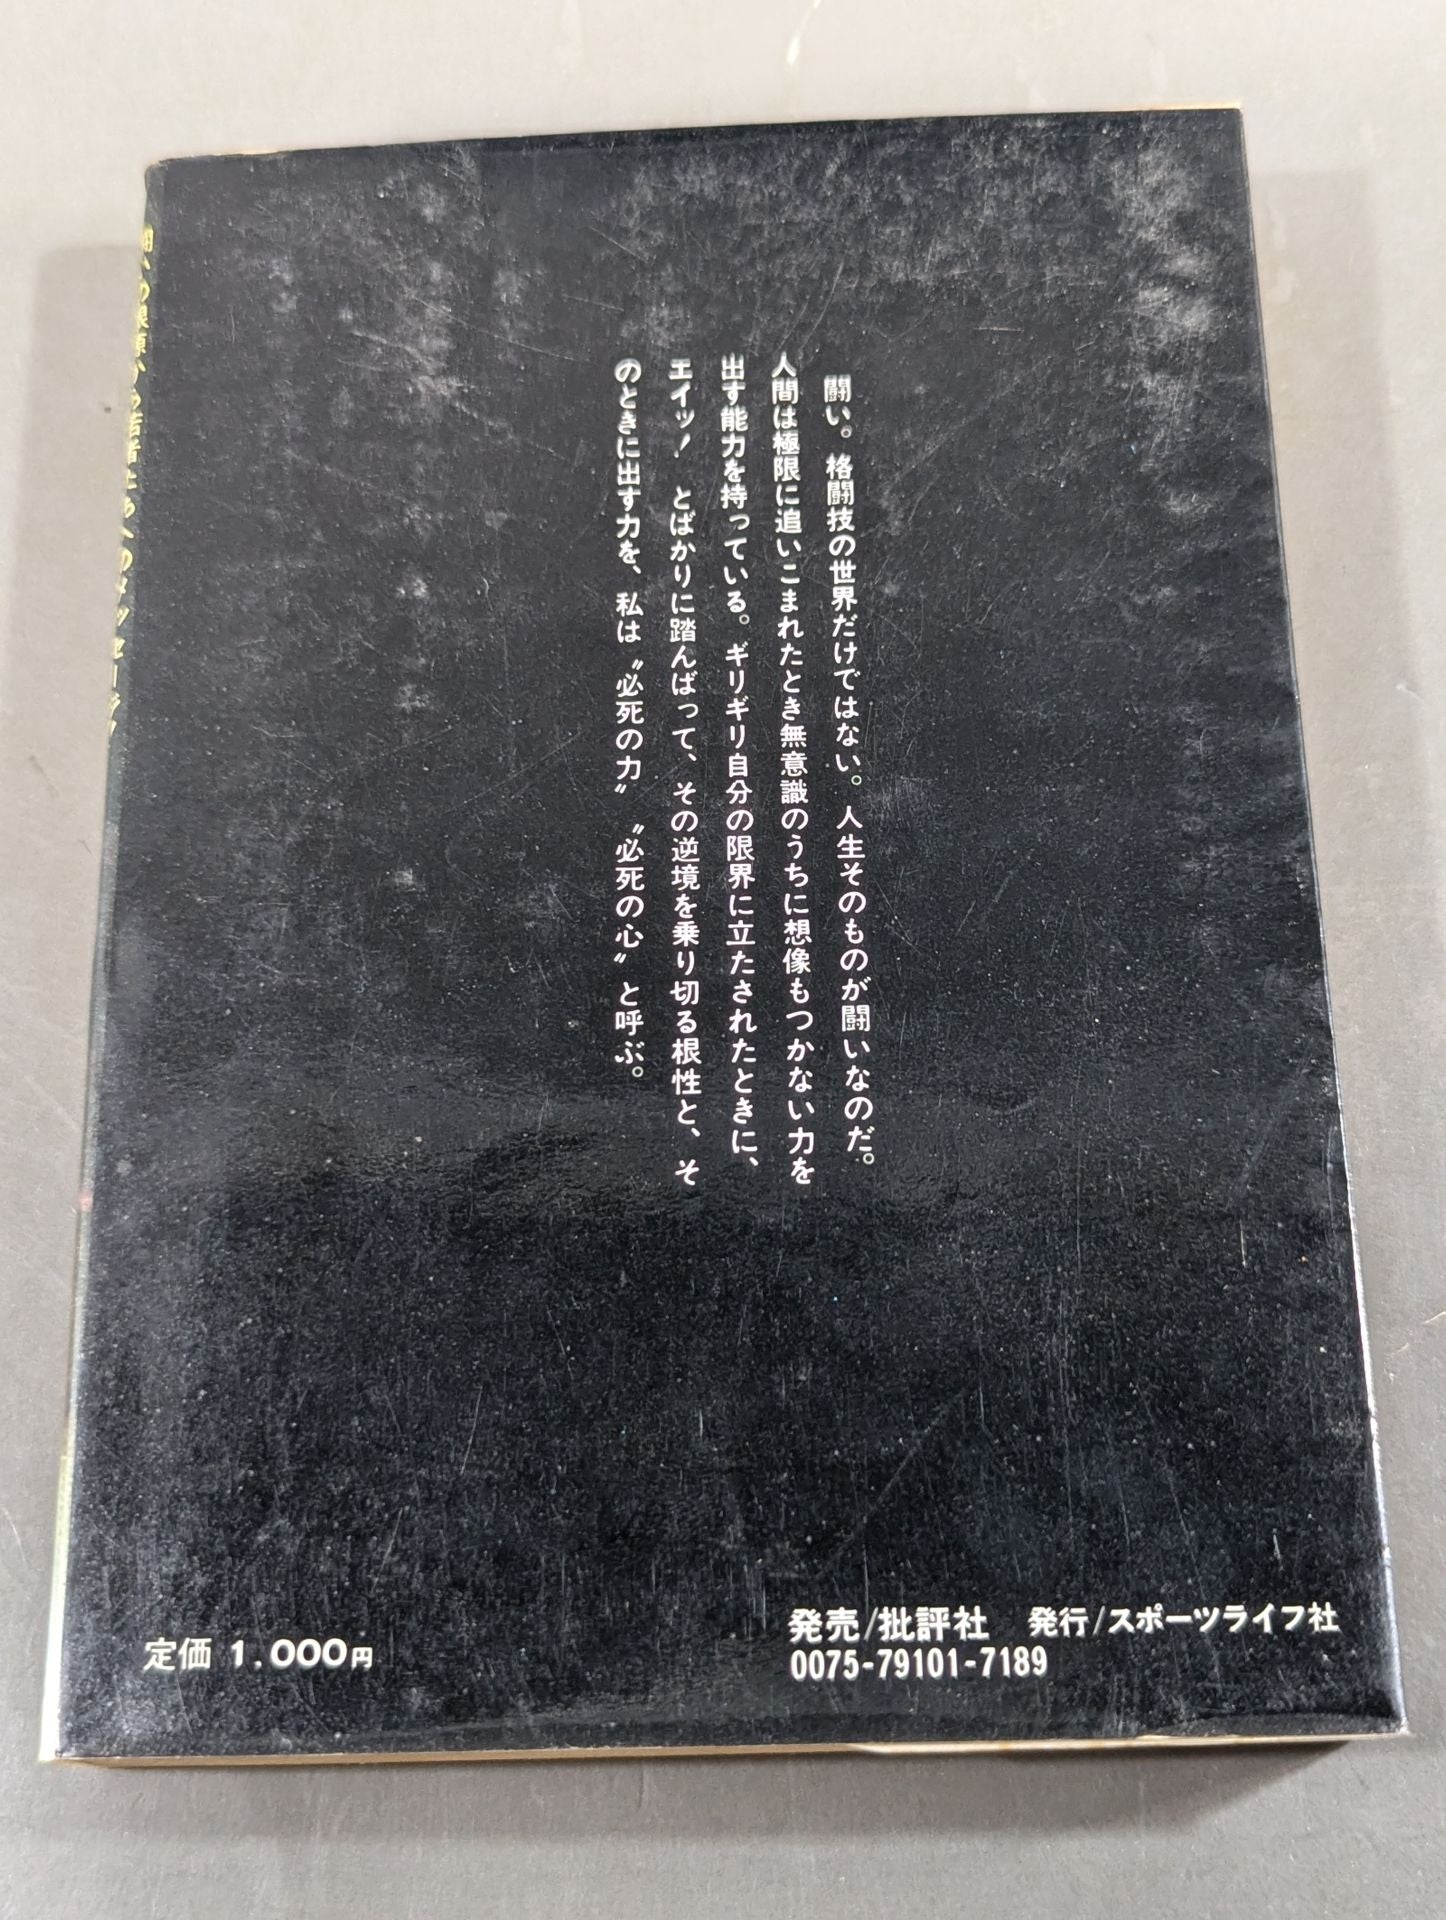 闘い。格闘技の世界だけではない。人生そのものが闘いなのだ。
人間は極限に追いこまれたとき無意識のうちに想像もつかない力を
出す能力を持っている。ギリギリ自分の限界に立たされたときに、
エイッ! とばかりに踏んばって、その逆境を乗り切る根性と、そ
のときに出す力を、私は〝必死の力〟〝必死の心〟と呼ぶ。
発売/批評社 発行/スポーツライフ社
0075-79101-7189
定価 1,000円